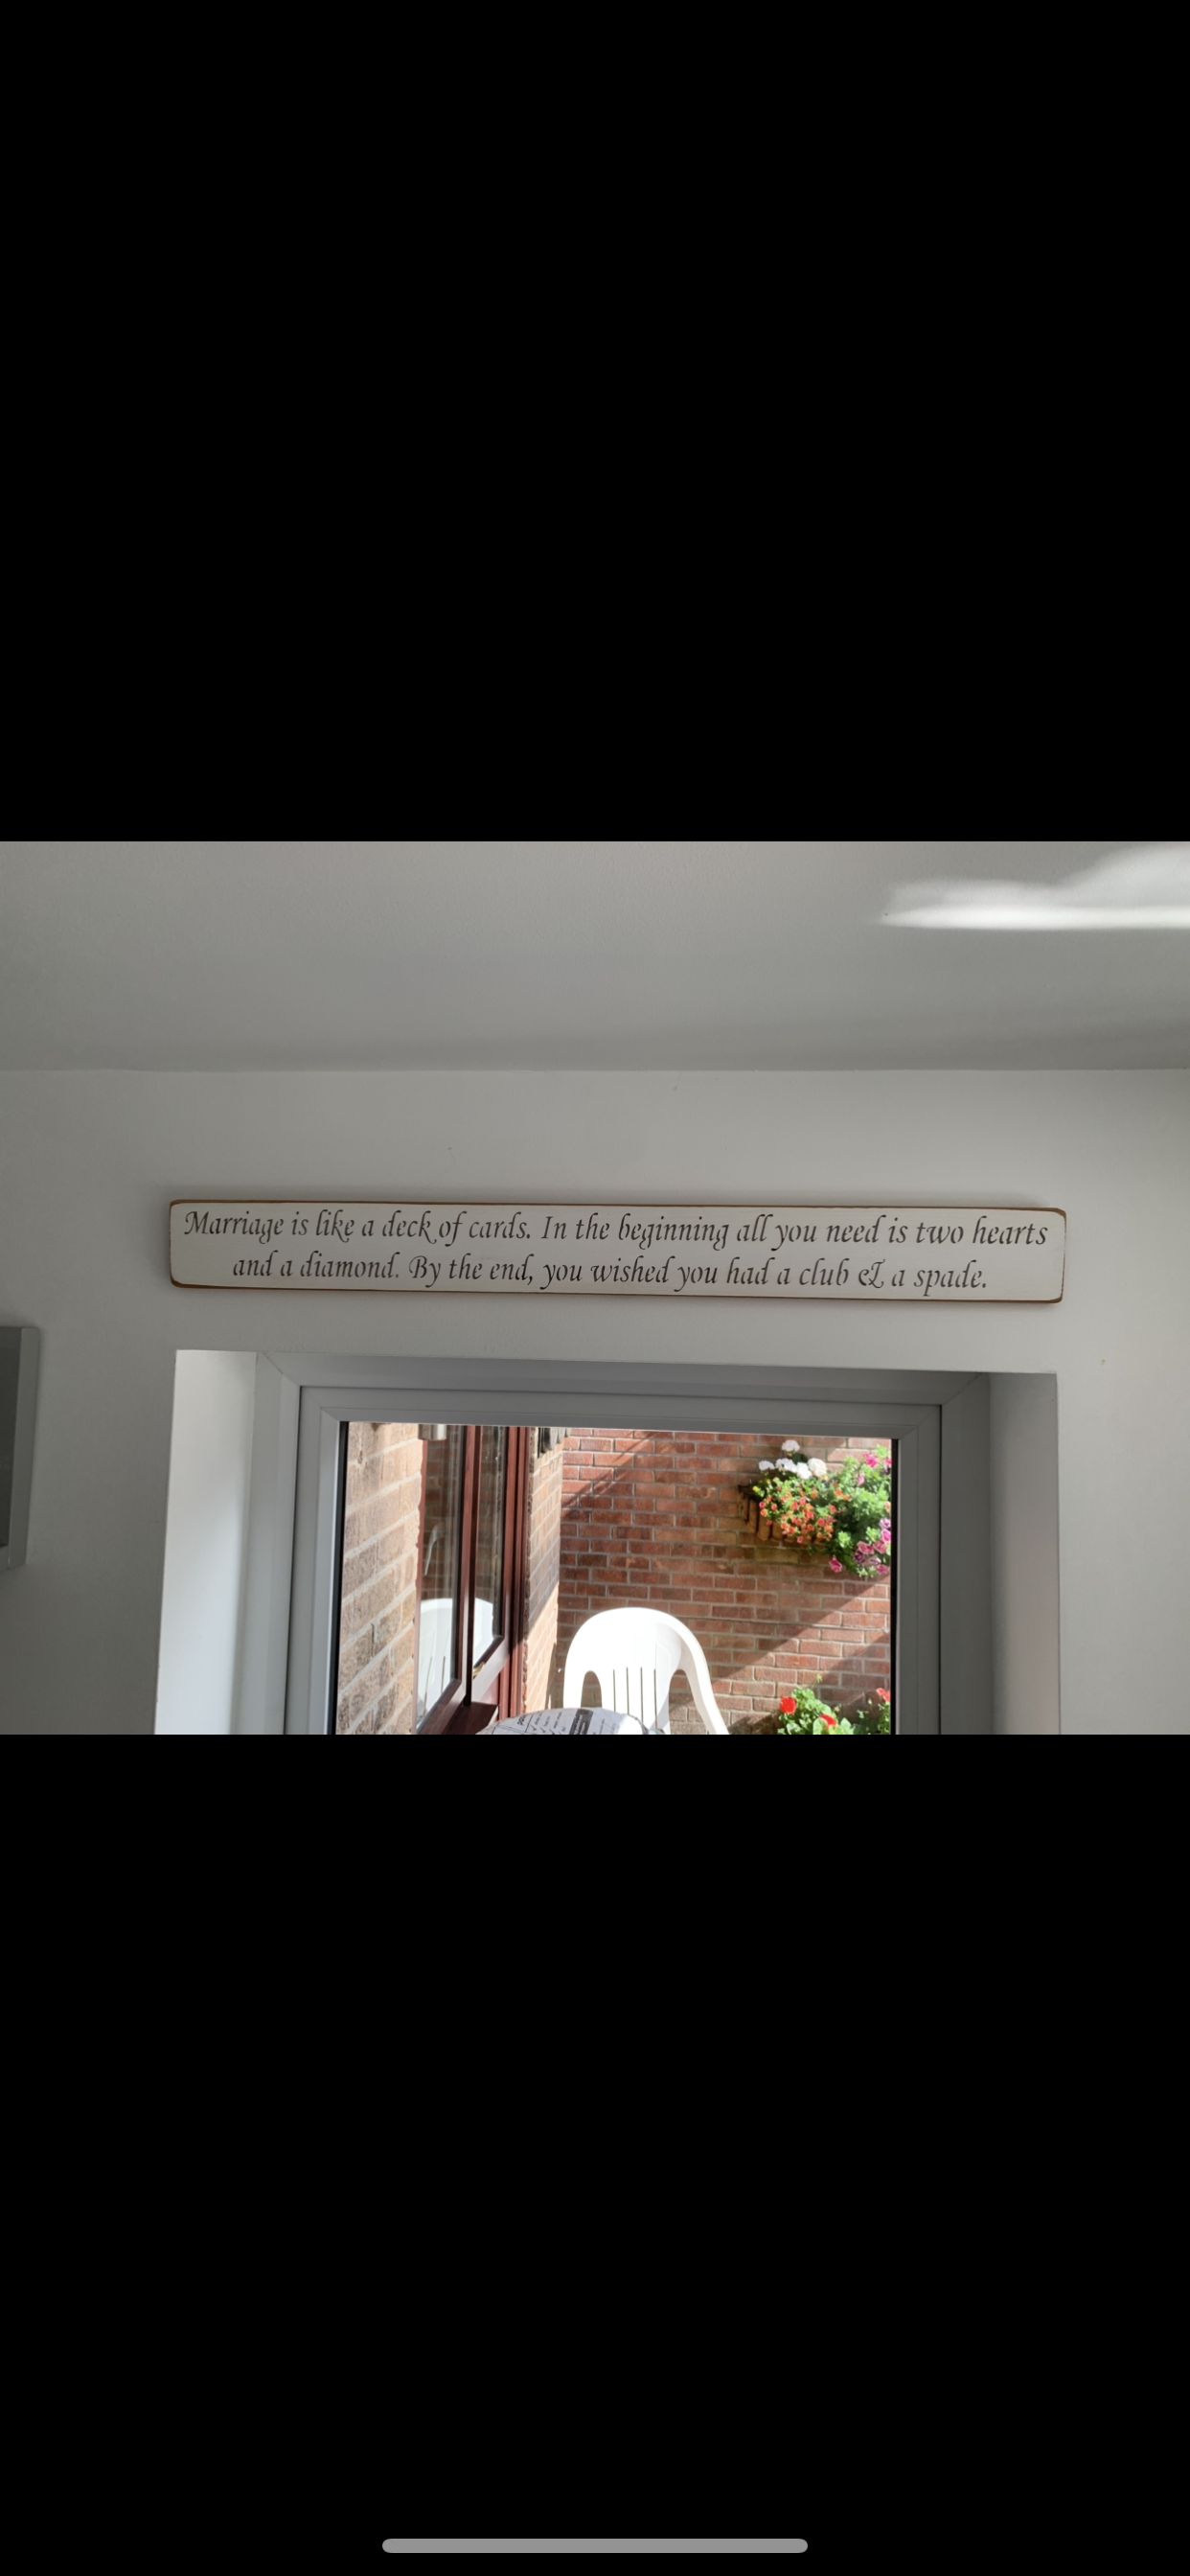 Marriage is like a deck of cards. In the beginning all you need is two hearts
and a diamond. By the end, you wished you had a club & a spade.